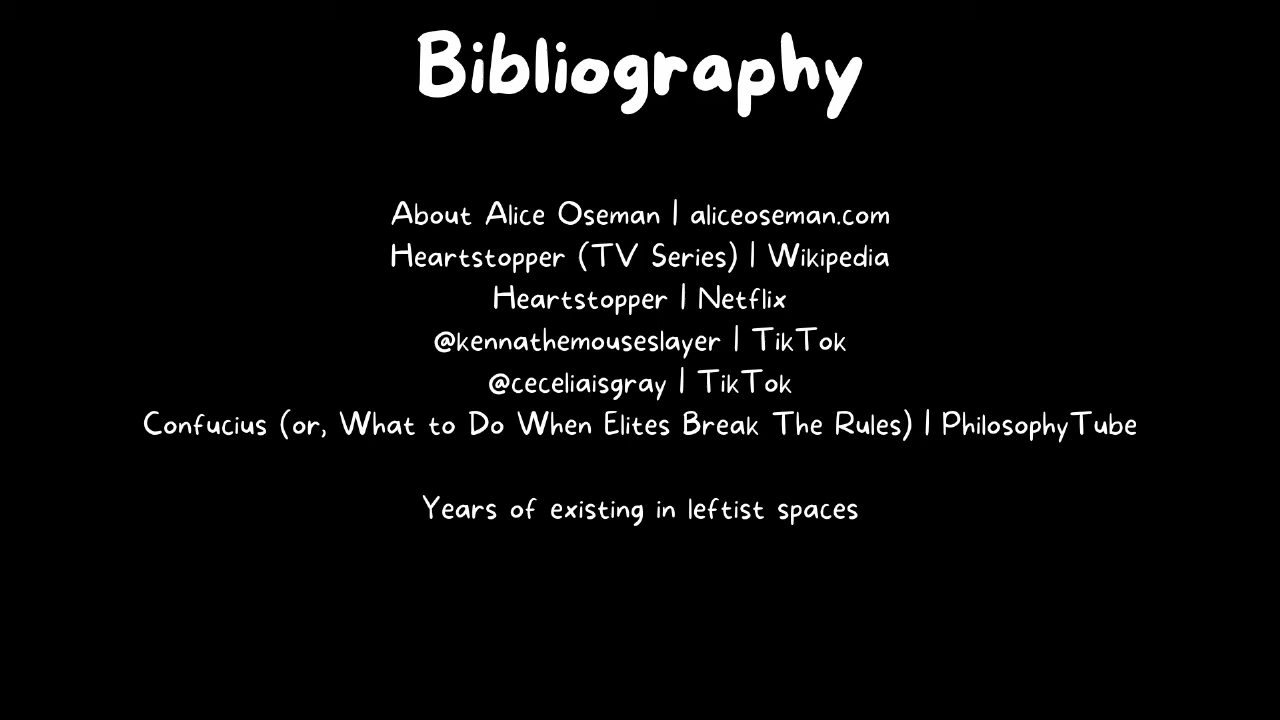 Bibliography
About Alice Oseman | aliceoseman.com
Heartstopper (TV Series) | Wikipedia
Heartstopper | Netflix
@kennathemouseslayer | TikTok
@ceceliaisgray | TikTok
Confucius (or, What to Do When Elites Break The Rules) | PhilosophyTube
Years of existing in leftist spaces